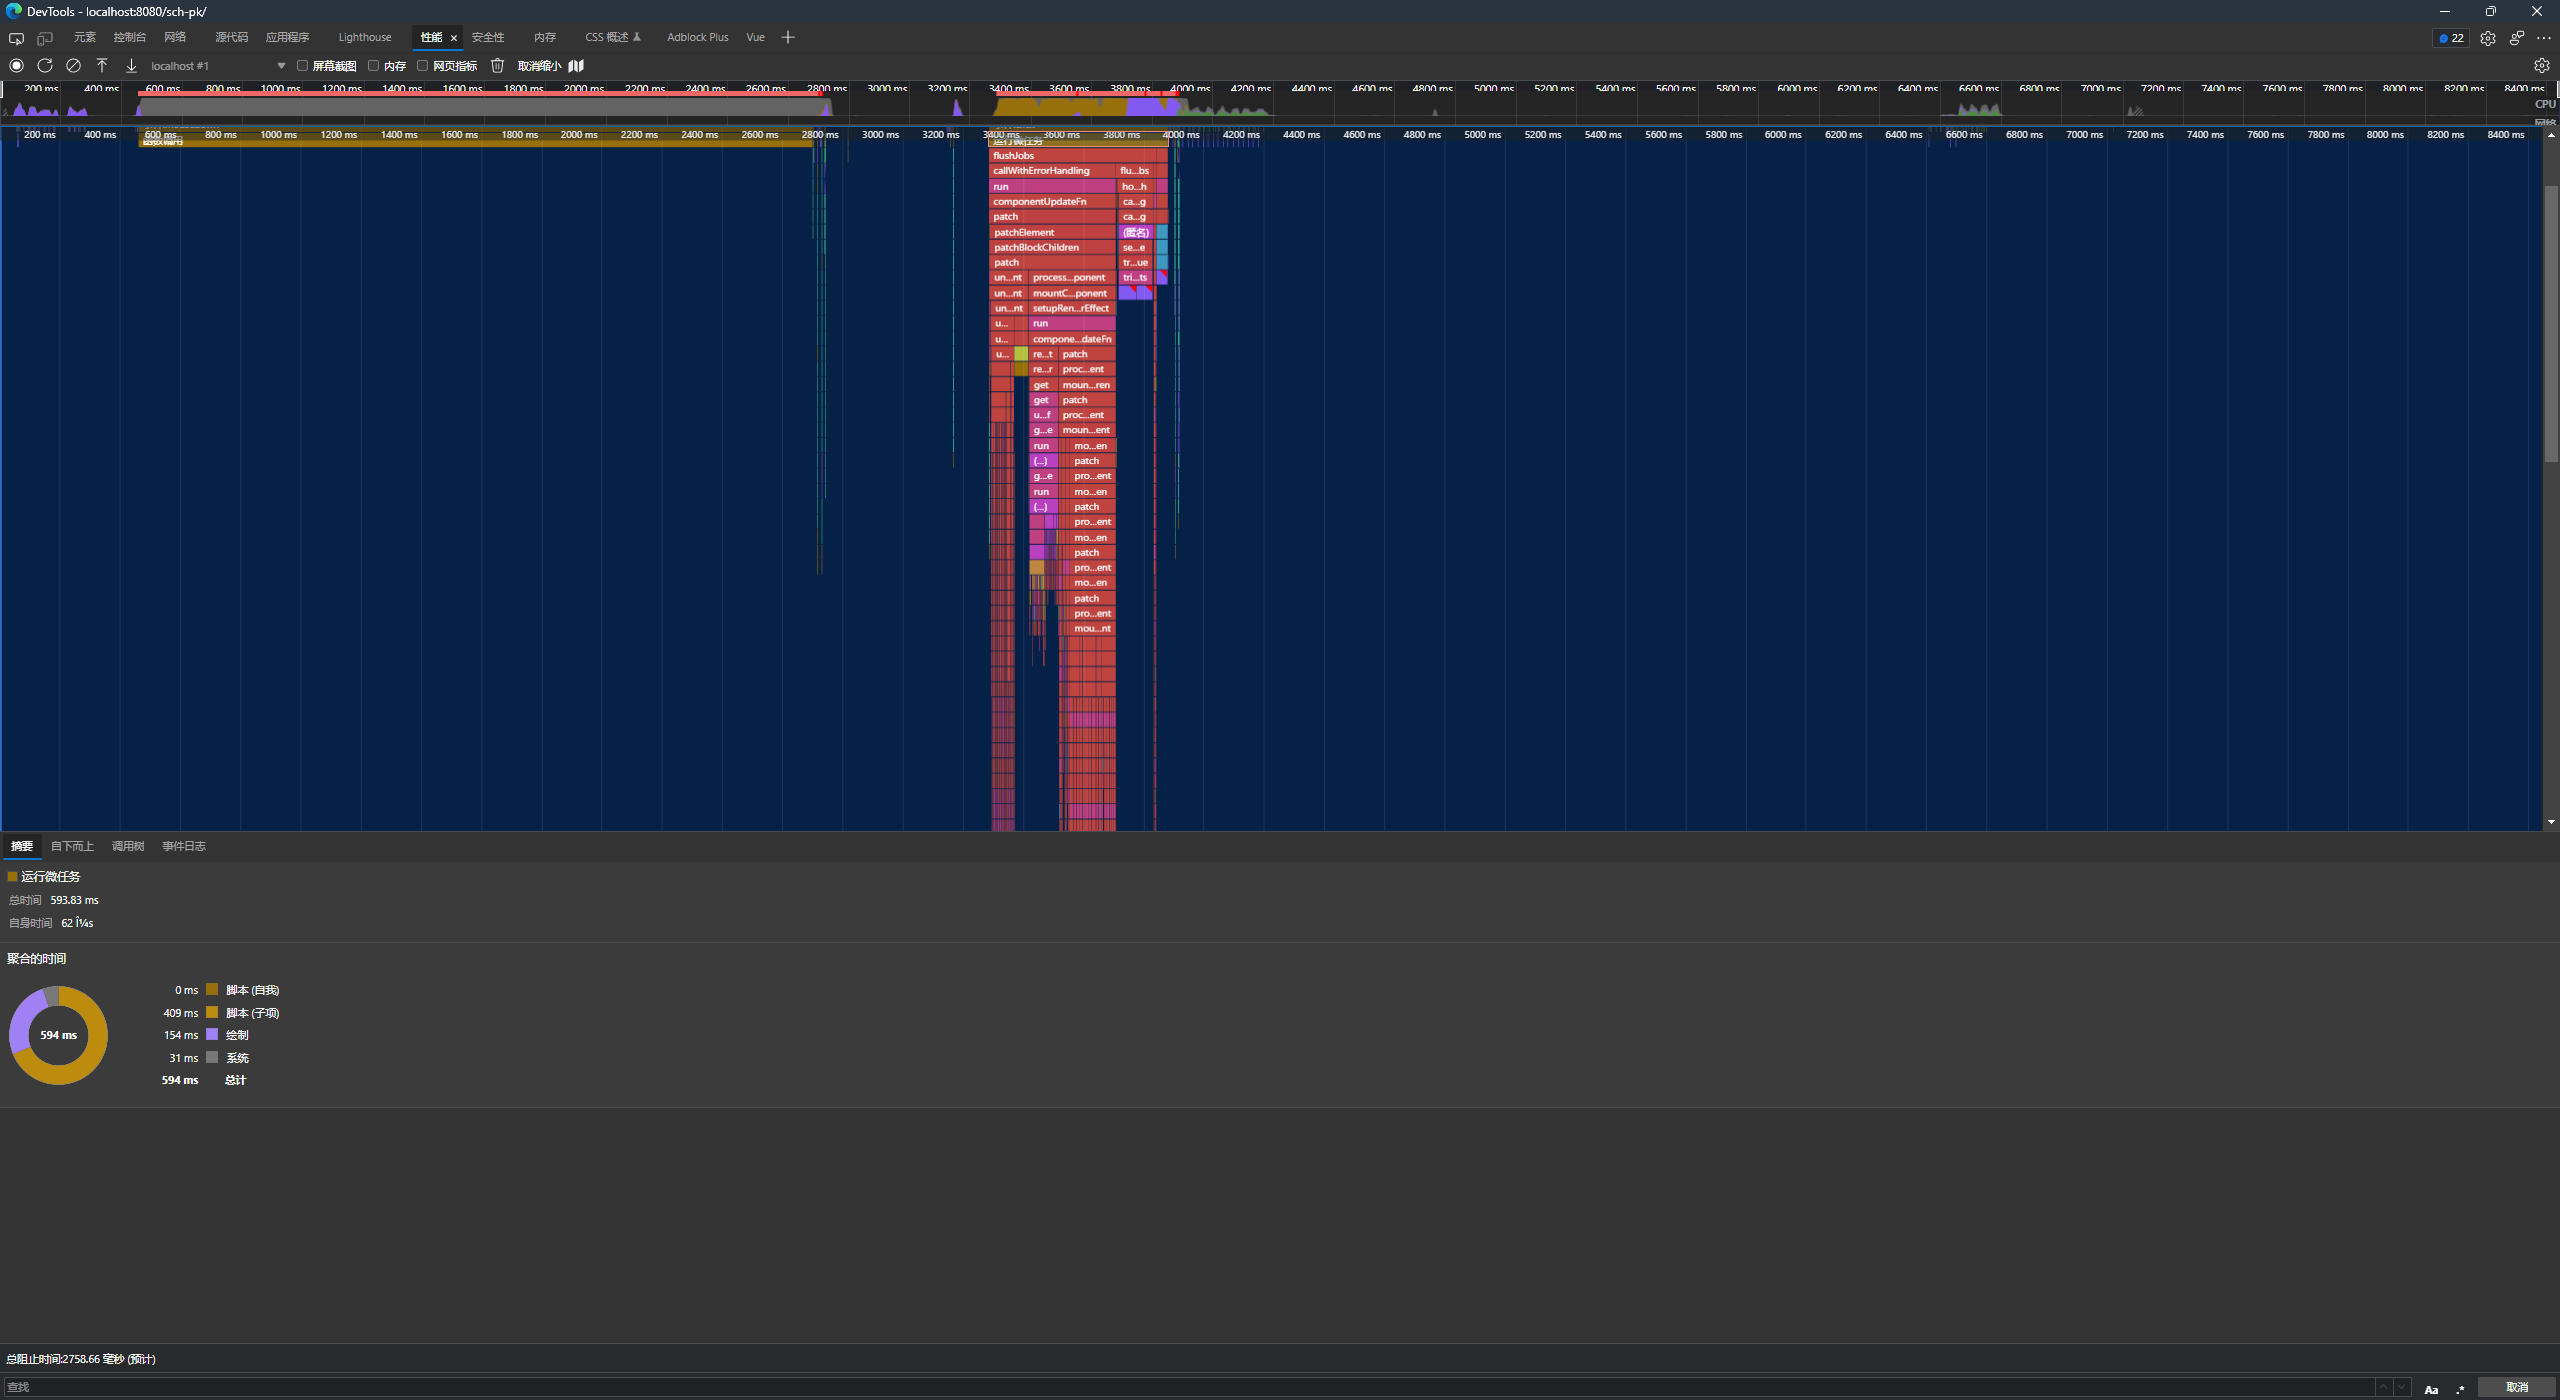 DevTools - localhost:8080/sch-pk/
元素 控制台 网络 源代码 应用程序 Lighthouse 性能 × 安全性 内存 CSS 概述 Adblock Plus Vue 22
localhost #1 屏幕截图 内存 网页指标 取消缩小
200 ms 400 ms 600 ms 800 ms 1000 ms 1200 ms 1400 ms 1600 ms 1800 ms 2000 ms 2200 ms 2400 ms 2600 ms 2800 ms 3000 ms 3200 ms 3400 ms 3600 ms 3800 ms 4000 ms 4200 ms 4400 ms 4600 ms 4800 ms 5000 ms 5200 ms 5400 ms 5600 ms 5800 ms 6000 ms 6200 ms 6400 ms 6600 ms 6800 ms 7000 ms 7200 ms 7400 ms 7600 ms 7800 ms 8000 ms 8200 ms 8400 ms
CPU
网络
200 ms 400 ms 600 ms 800 ms 1000 ms 1200 ms 1400 ms 1600 ms 1800 ms 2000 ms 2200 ms 2400 ms 2600 ms 2800 ms 3000 ms 3200 ms 3400 ms 3600 ms 3800 ms 4000 ms 4200 ms 4400 ms 4600 ms 4800 ms 5000 ms 5200 ms 5400 ms 5600 ms 5800 ms 6000 ms 6200 ms 6400 ms 6600 ms 6800 ms 7000 ms 7200 ms 7400 ms 7600 ms 7800 ms 8000 ms 8200 ms 8400 ms
函数调用 运行微任务
flushJobs
callWithErrorHandling flu...bs
run ho...h
componentUpdateFn ca...g
patch ca...g
patchElement (匿名)
patchBlockChildren se...e
patch tr...ue
un...nt process...ponent tri...ts
un...nt mountC...ponent
un...nt setupRen...rEffect
u... run
u... compone...dateFn
u... re...t patch
re...r proc...ent
get moun...ren
get patch
u...f proc...ent
g...e moun...ent
run mo...en
(...) patch
g...e pro...ent
run mo...en
(...) patch
pro...ent
mo...en
patch
pro...ent
mo...en
patch
pro...ent
mou...nt
摘要 自下而上 调用树 事件日志
运行微任务
总时间 593.83 ms
自身时间 62 Î¼s
聚合的时间
594 ms
0 ms 脚本 (自我)
409 ms 脚本 (子项)
154 ms 绘制
31 ms 系统
594 ms 总计
总阻止时间:2758.66 毫秒 (预计)
查找 Aa .* 取消